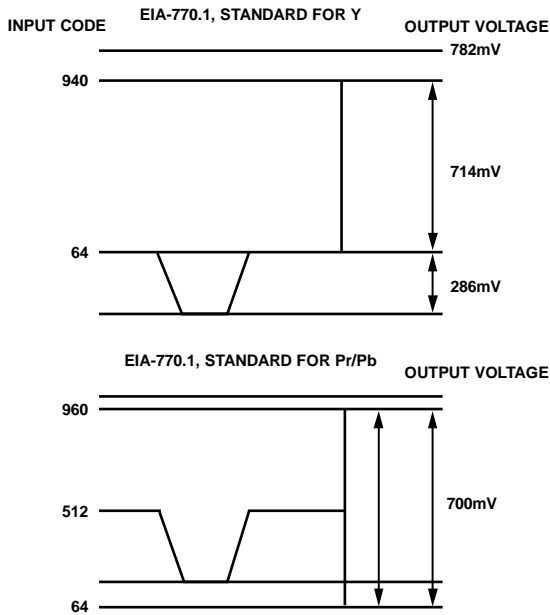 EIA-770.1, STANDARD FOR Y
INPUT CODE
OUTPUT VOLTAGE
782mV
940
714mV
64
286mV
EIA-770.1, STANDARD FOR Pr/Pb
OUTPUT VOLTAGE
960
700mV
512
64